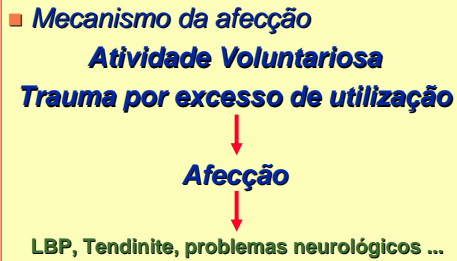 Mecanismo da afecção
Atividade Voluntariosa
Trauma por excesso de utilização
Afecção
LBP, Tendinite, problemas neurológicos ...